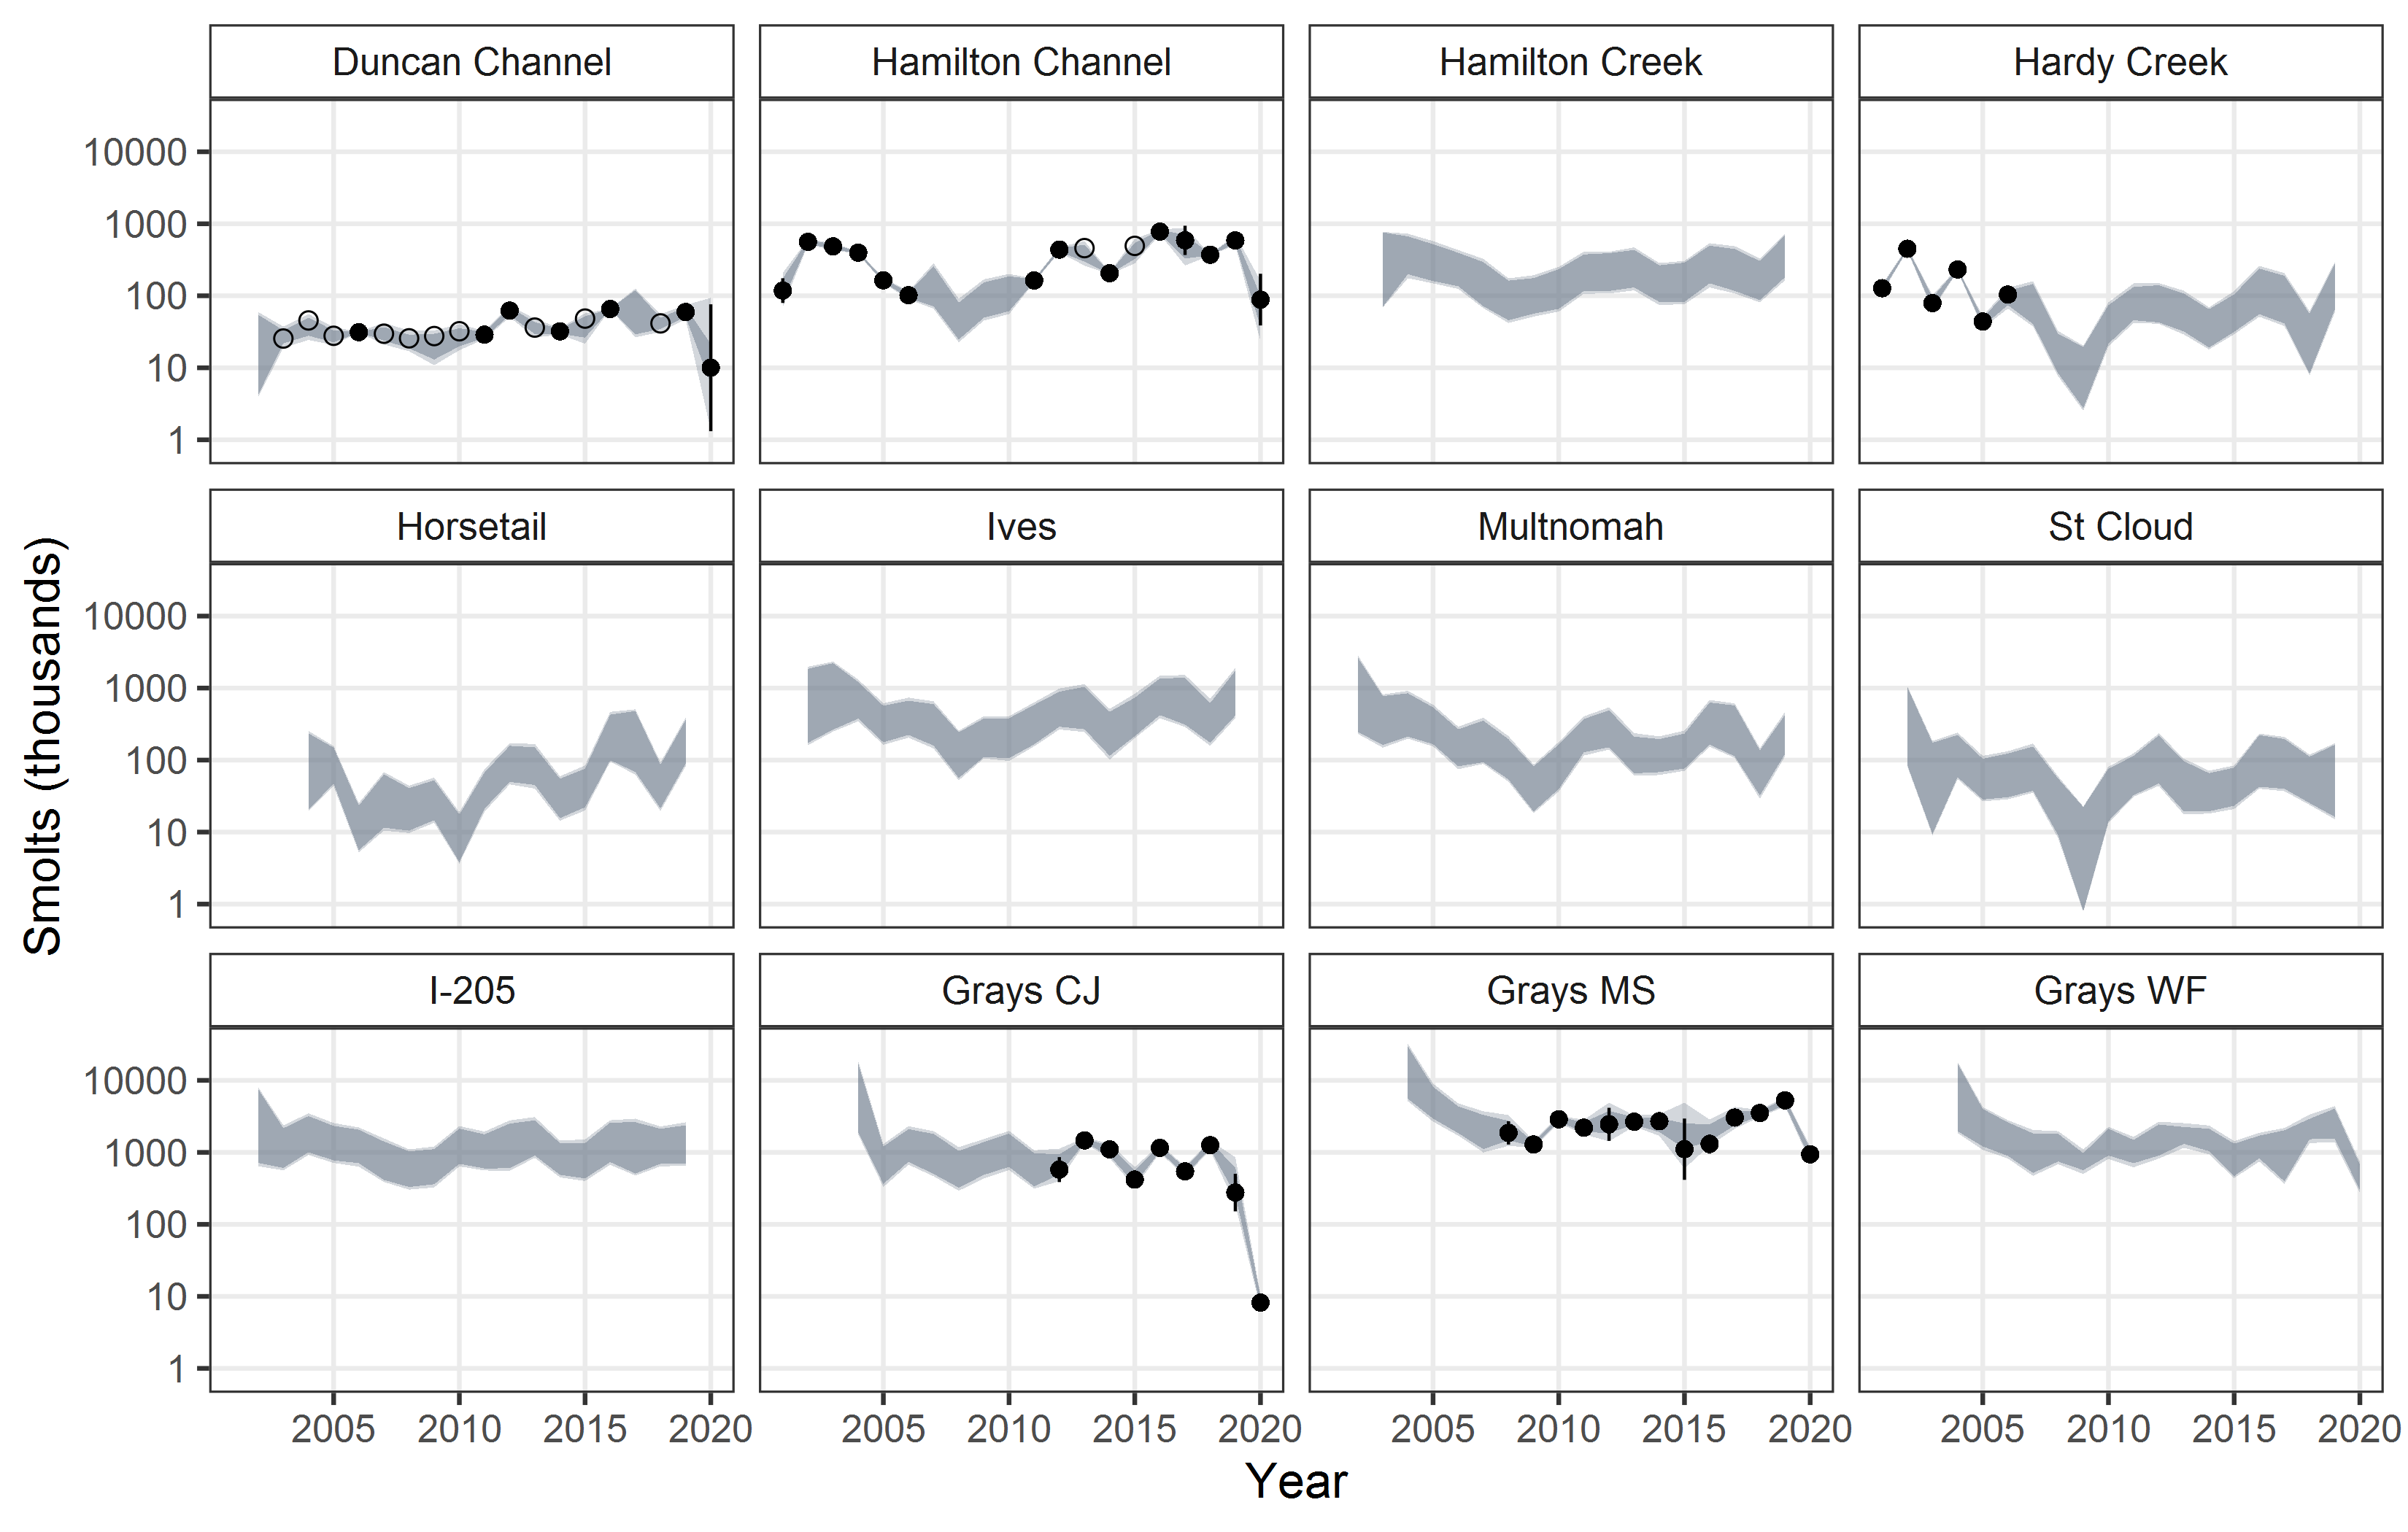 Duncan Channel
Hamilton Channel
Hamilton Creek
Hardy Creek
10000
1000
100
10
1
Horsetail
Ives
Multnomah
St Cloud
10000
1000
100
10
1
I-205
Grays CJ
Grays MS
Grays WF
10000
1000
100
10
1
2005 2010 2015 2020
2005 2010 2015 2020
2005 2010 2015 2020
2005 2010 2015 2020
Year
Smolts (thousands)